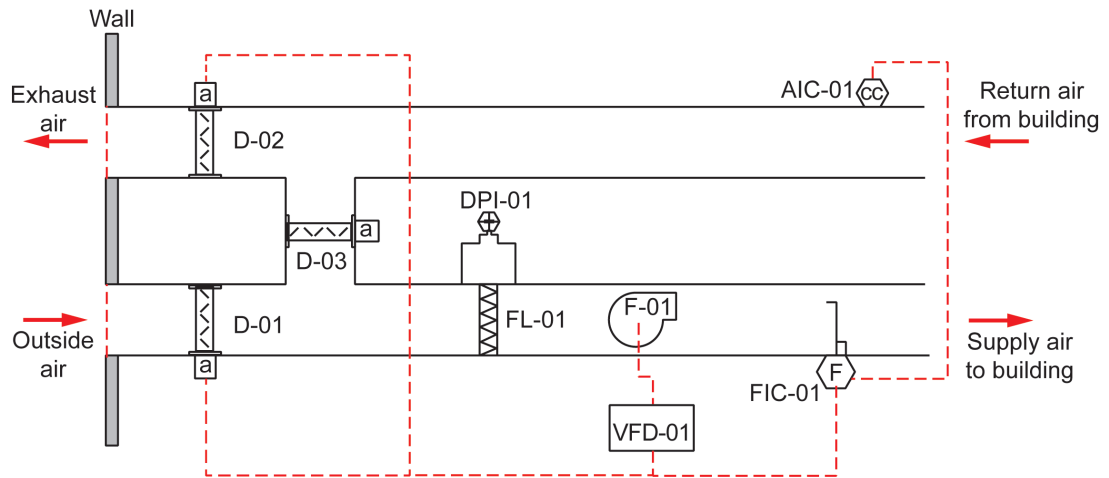 Wall
Exhaust
air
a
D-02
AIC-01
CC
Return air
from building
DPI-01
a
D-03
Outside
air
D-01
a
FL-01
F-01
FIC-01
F
Supply air
to building
VFD-01